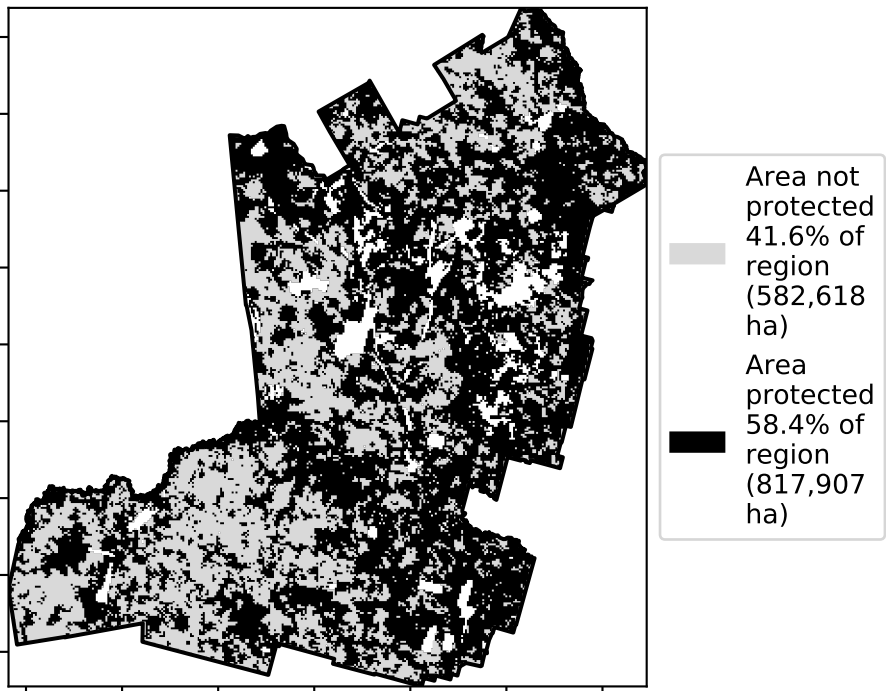 Area not
protected
41.6% of
region
(582,618
ha)
Area
protected
58.4% of
region
(817,907
ha)